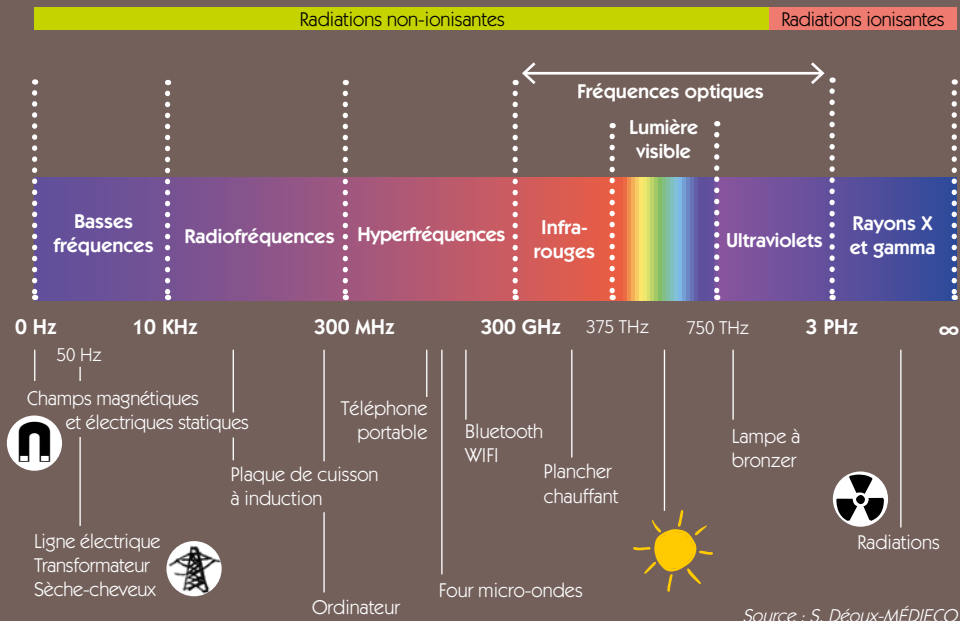 Radiations non-ionisantes
Radiations ionisantes
Fréquences optiques
Lumière
visible
Basses
fréquences
Radiofréquences
Hyperfréquences
Infra-
rouges
Ultraviolets
Rayons X
et gamma
0 Hz
10 KHz
300 MHz
300 GHz
375 THz
750 THz
3 PHz
∞
50 Hz
Champs magnétiques
et électriques statiques
Téléphone
portable
Bluetooth
WIFI
Lampe à
bronzer
Plaque de cuisson
à induction
Plancher
chauffant
Ligne électrique
Transformateur
Sèche-cheveux
Radiations
Four micro-ondes
Ordinateur
Source : S. Déoux-MÉDIECO